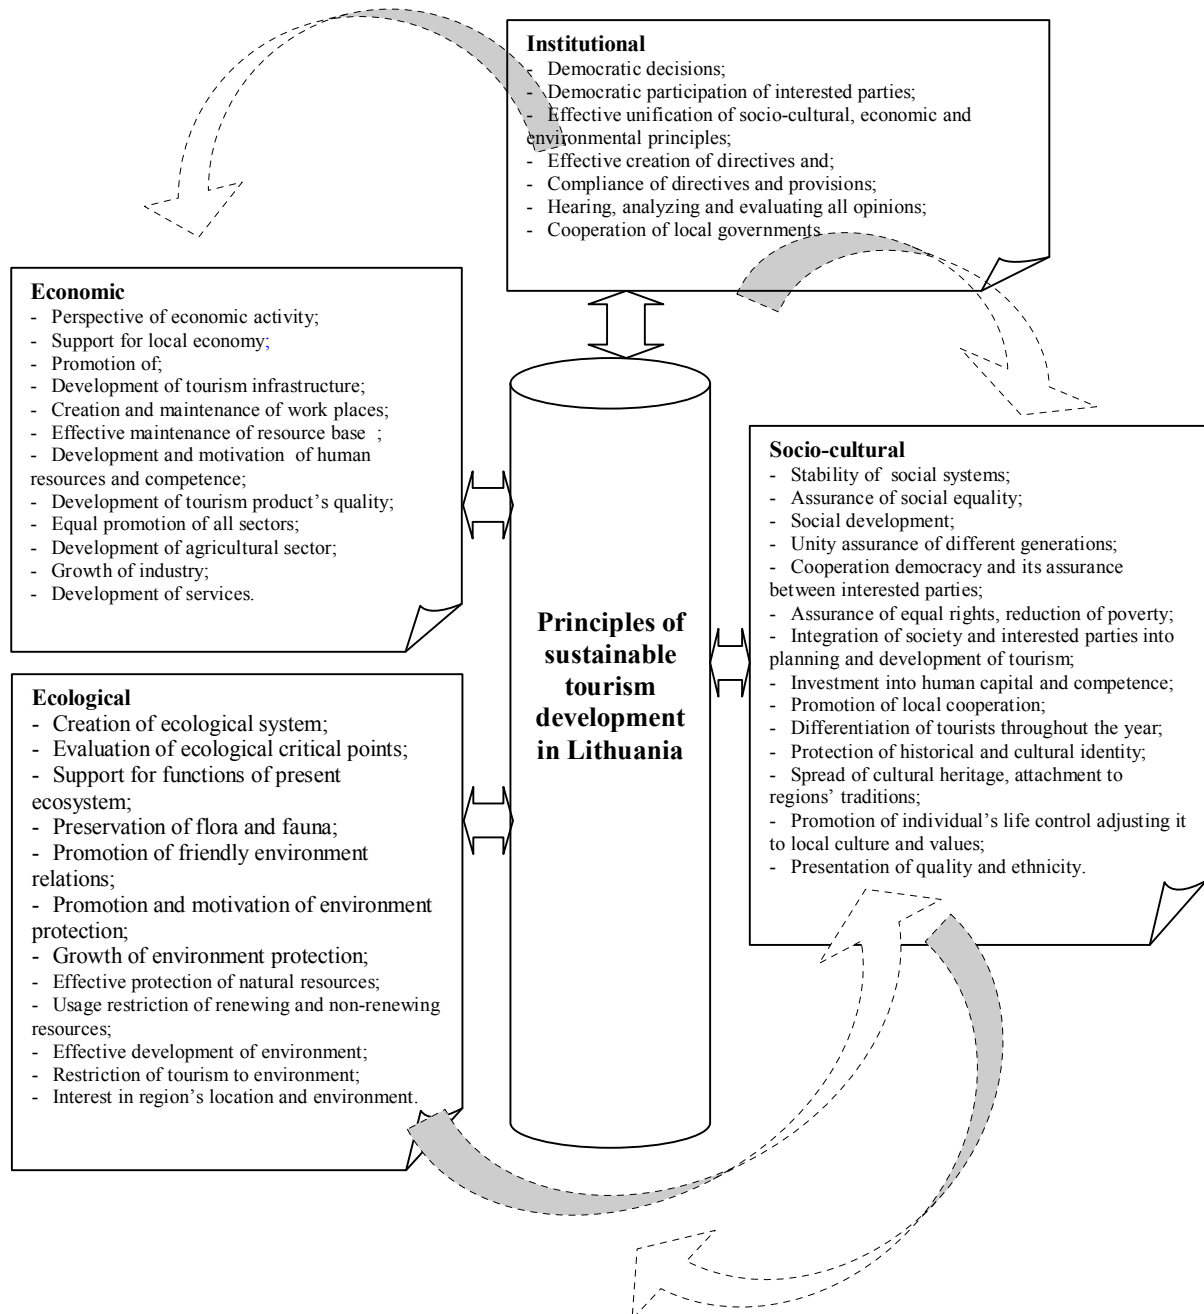 Institutional
- Democratic decisions;
- Democratic participation of interested parties;
- Effective unification of socio-cultural, economic and
environmental principles;
- Effective creation of directives and;
- Compliance of directives and provisions;
- Hearing, analyzing and evaluating all opinions;
- Cooperation of local governments
Economic
- Perspective of economic activity;
- Support for local economy;
- Promotion of;
- Development of tourism infrastructure;
- Creation and maintenance of work places;
- Effective maintenance of resource base ;
- Development and motivation of human
resources and competence;
- Development of tourism product's quality;
- Equal promotion of all sectors;
- Development of agricultural sector;
- Growth of industry;
- Development of services.
Ecological
- Creation of ecological system;
- Evaluation of ecological critical points;
- Support for functions of present
ecosystem;
- Preservation of flora and fauna;
- Promotion of friendly environment
relations;
- Promotion and motivation of environment
protection;
- Growth of environment protection;
- Effective protection of natural resources;
- Usage restriction of renewing and non-renewing
resources;
- Effective development of environment;
- Restriction of tourism to environment;
- Interest in region's location and environment.
Principles of
sustainable
tourism
development
in Lithuania
Socio-cultural
- Stability of social systems;
- Assurance of social equality;
- Social development;
- Unity assurance of different generations;
- Cooperation democracy and its assurance
between interested parties;
- Assurance of equal rights, reduction of poverty;
- Integration of society and interested parties into
planning and development of tourism;
- Investment into human capital and competence;
- Promotion of local cooperation;
- Differentiation of tourists throughout the year;
- Protection of historical and cultural identity;
- Spread of cultural heritage, attachment to
regions' traditions;
- Promotion of individual's life control adjusting it
to local culture and values;
- Presentation of quality and ethnicity.